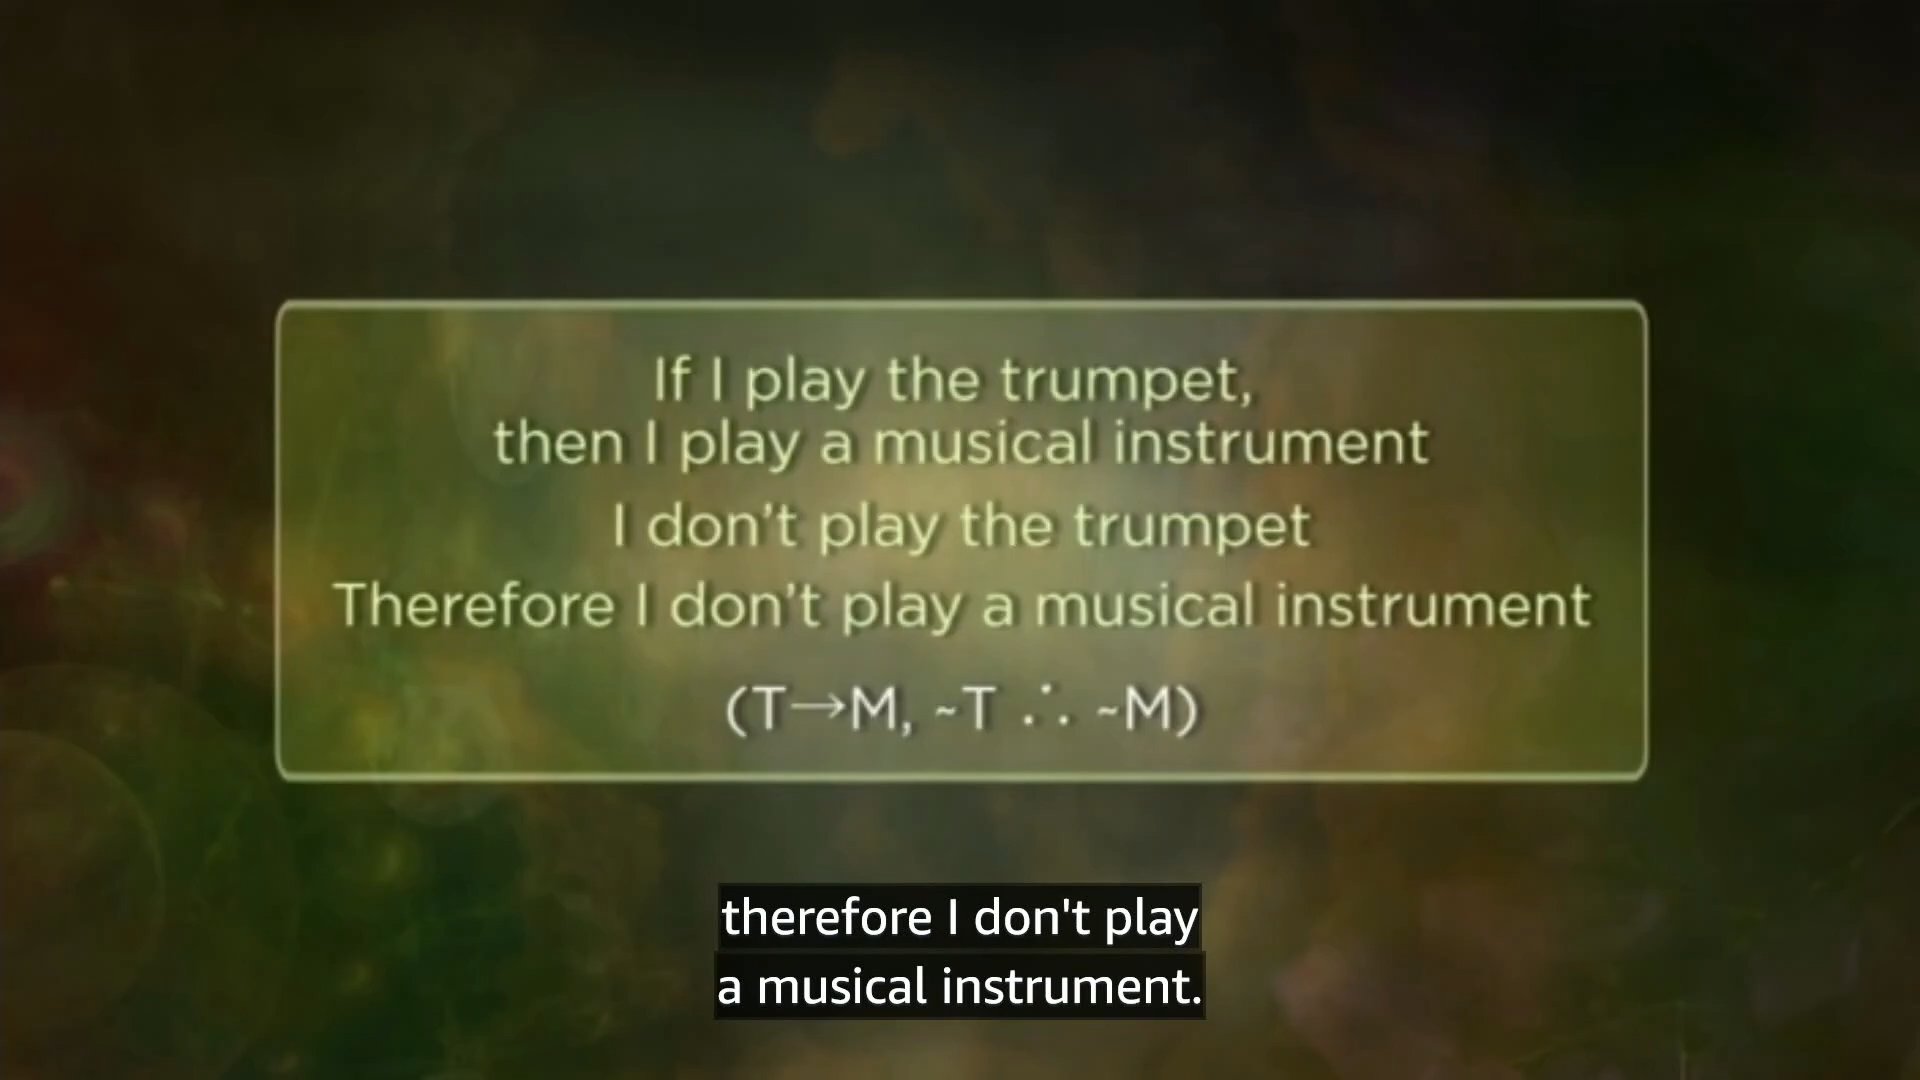 If I play the trumpet,
then I play a musical instrument
I don’t play the trumpet
Therefore I don’t play a musical instrument
(T→M, ~T ∴ ~M)
therefore I don't play
a musical instrument.